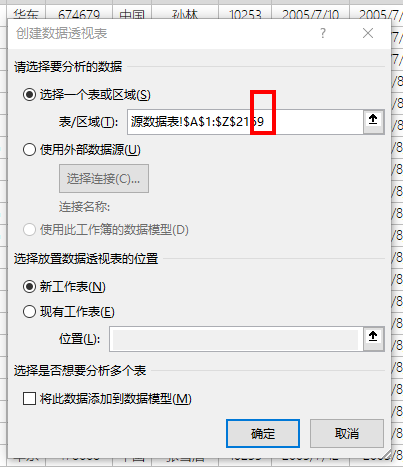 华东 674679 中国 孙林 10253 2005/7/10 2005/7
创建数据透视表
请选择要分析的数据
选择一个表或区域(S)
表/区域(T): 源数据表!$A$1:$Z$2159
使用外部数据源(U)
选择连接(C)...
连接名称:
使用此工作簿的数据模型(D)
选择放置数据透视表的位置
新工作表(N)
现有工作表(E)
位置(L):
选择是否想要分析多个表
将此数据添加到数据模型(M)
确定 取消